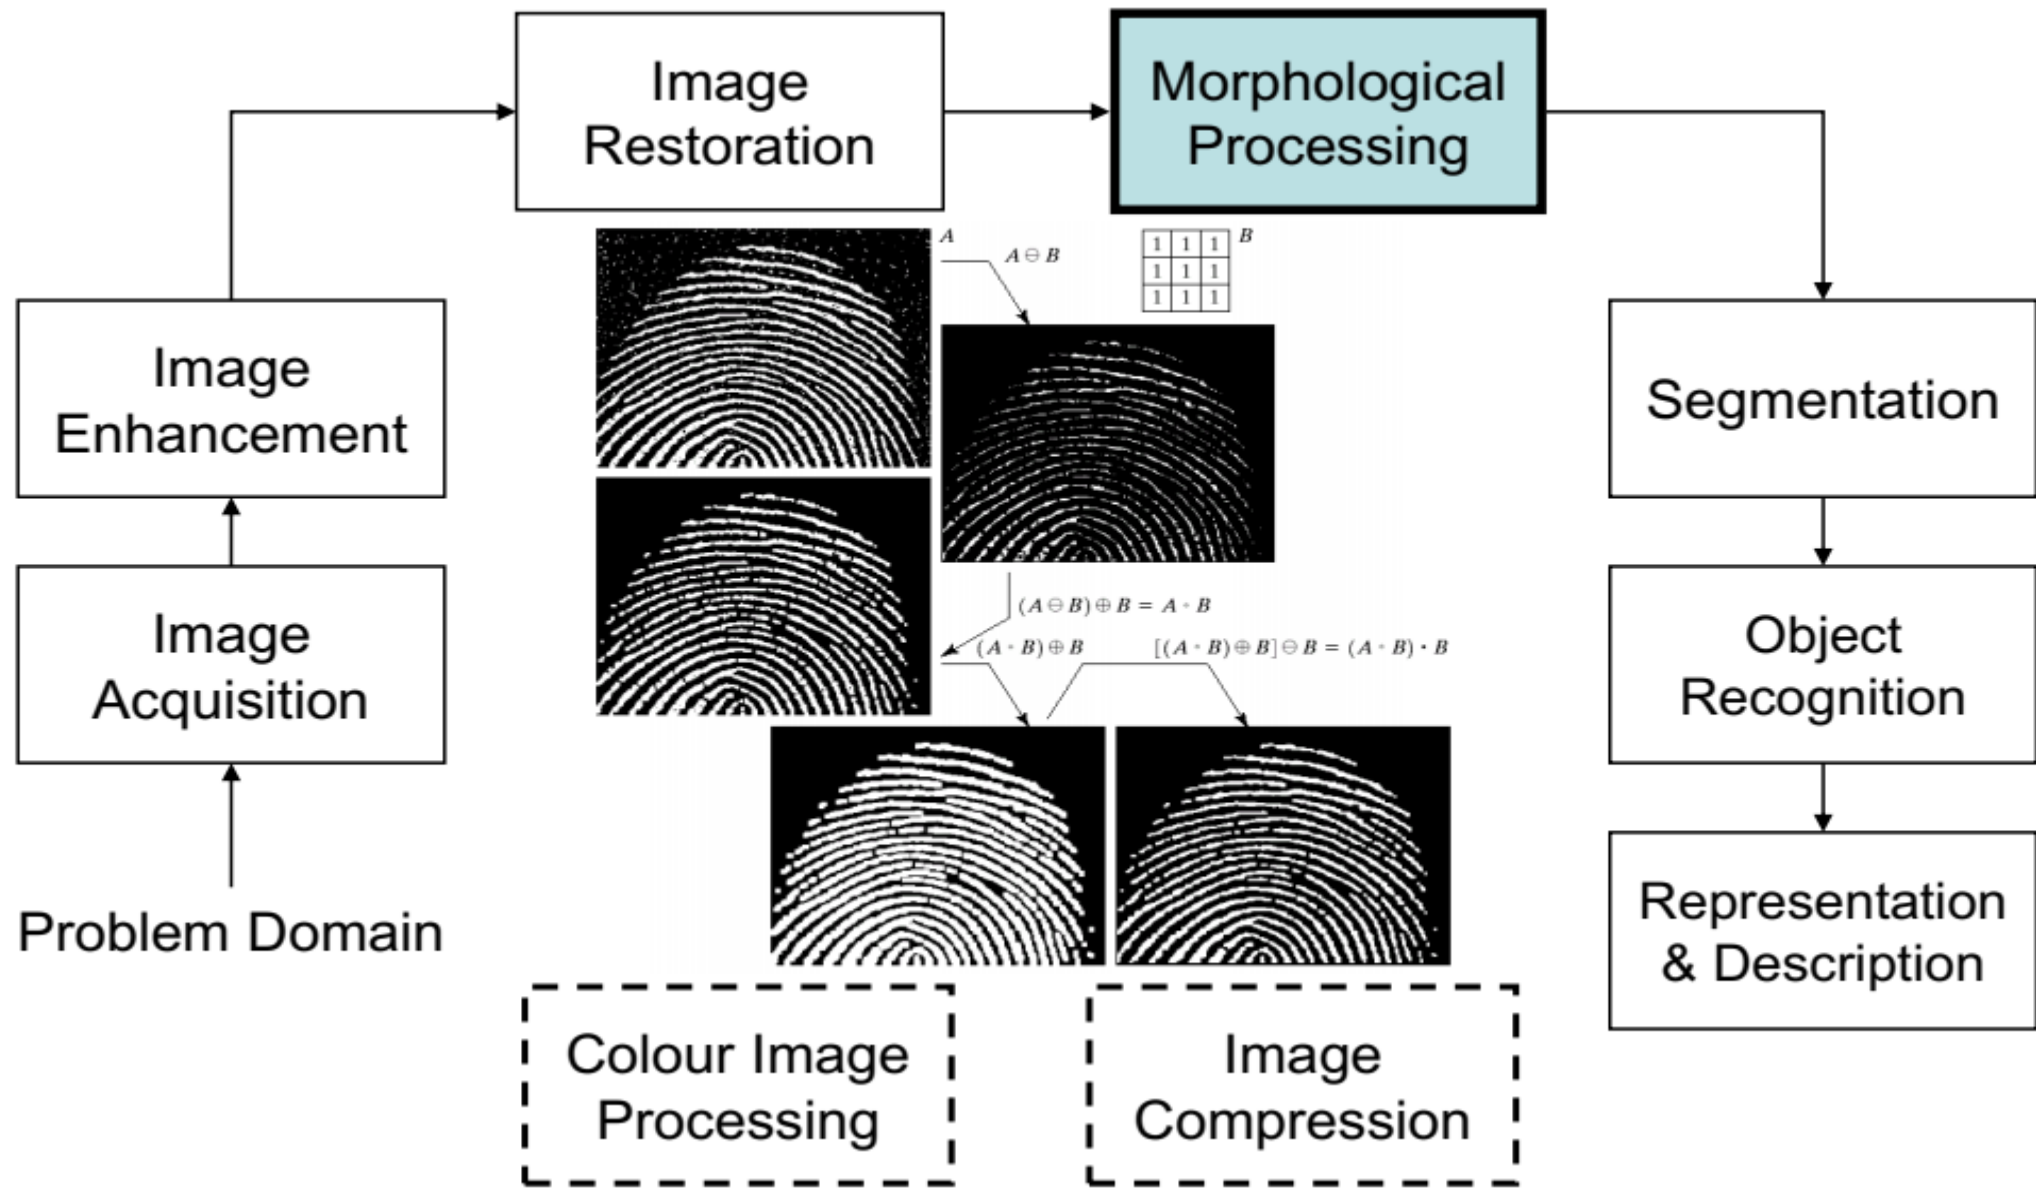 Image
Restoration
Morphological
Processing
A
A ⊖ B
1 1 1
1 1 1
1 1 1
B
Image
Enhancement
Segmentation
Image
Acquisition
(A ⊖ B) ⊕ B = A ∘ B
(A ∘ B) ⊕ B
[(A ∘ B) ⊕ B] ⊖ B = (A ∘ B) • B
Object
Recognition
Problem Domain
Representation
& Description
Colour Image
Processing
Image
Compression